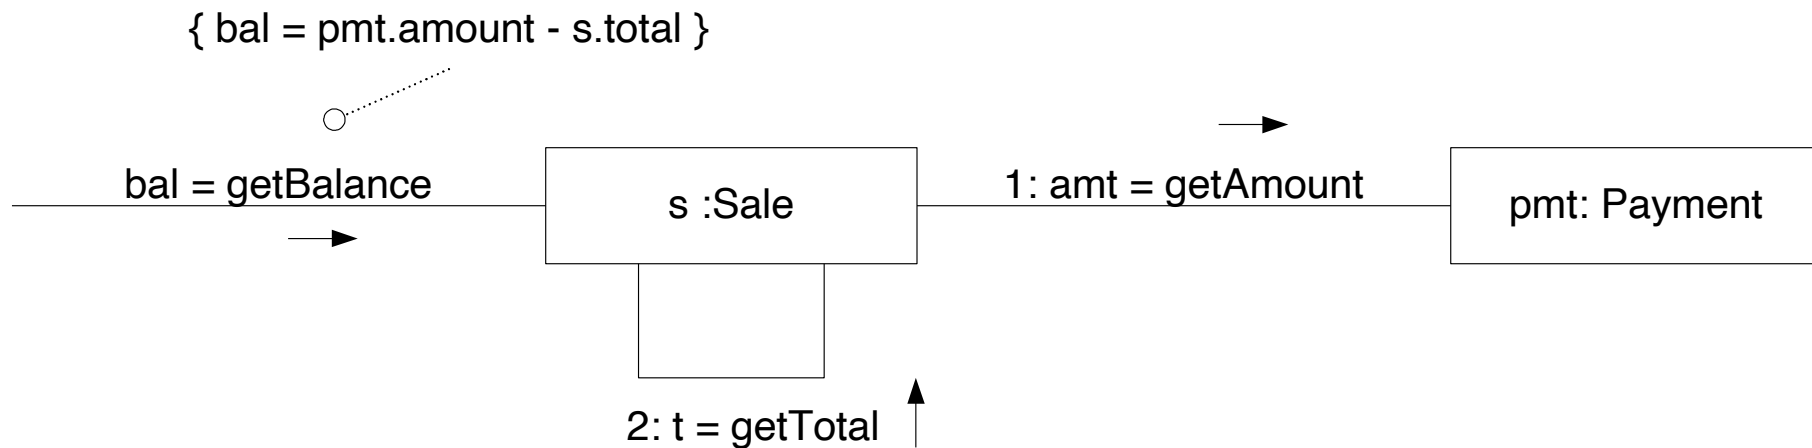 { bal = pmt.amount - s.total }
bal = getBalance
s :Sale
1: amt = getAmount
pmt: Payment
2: t = getTotal